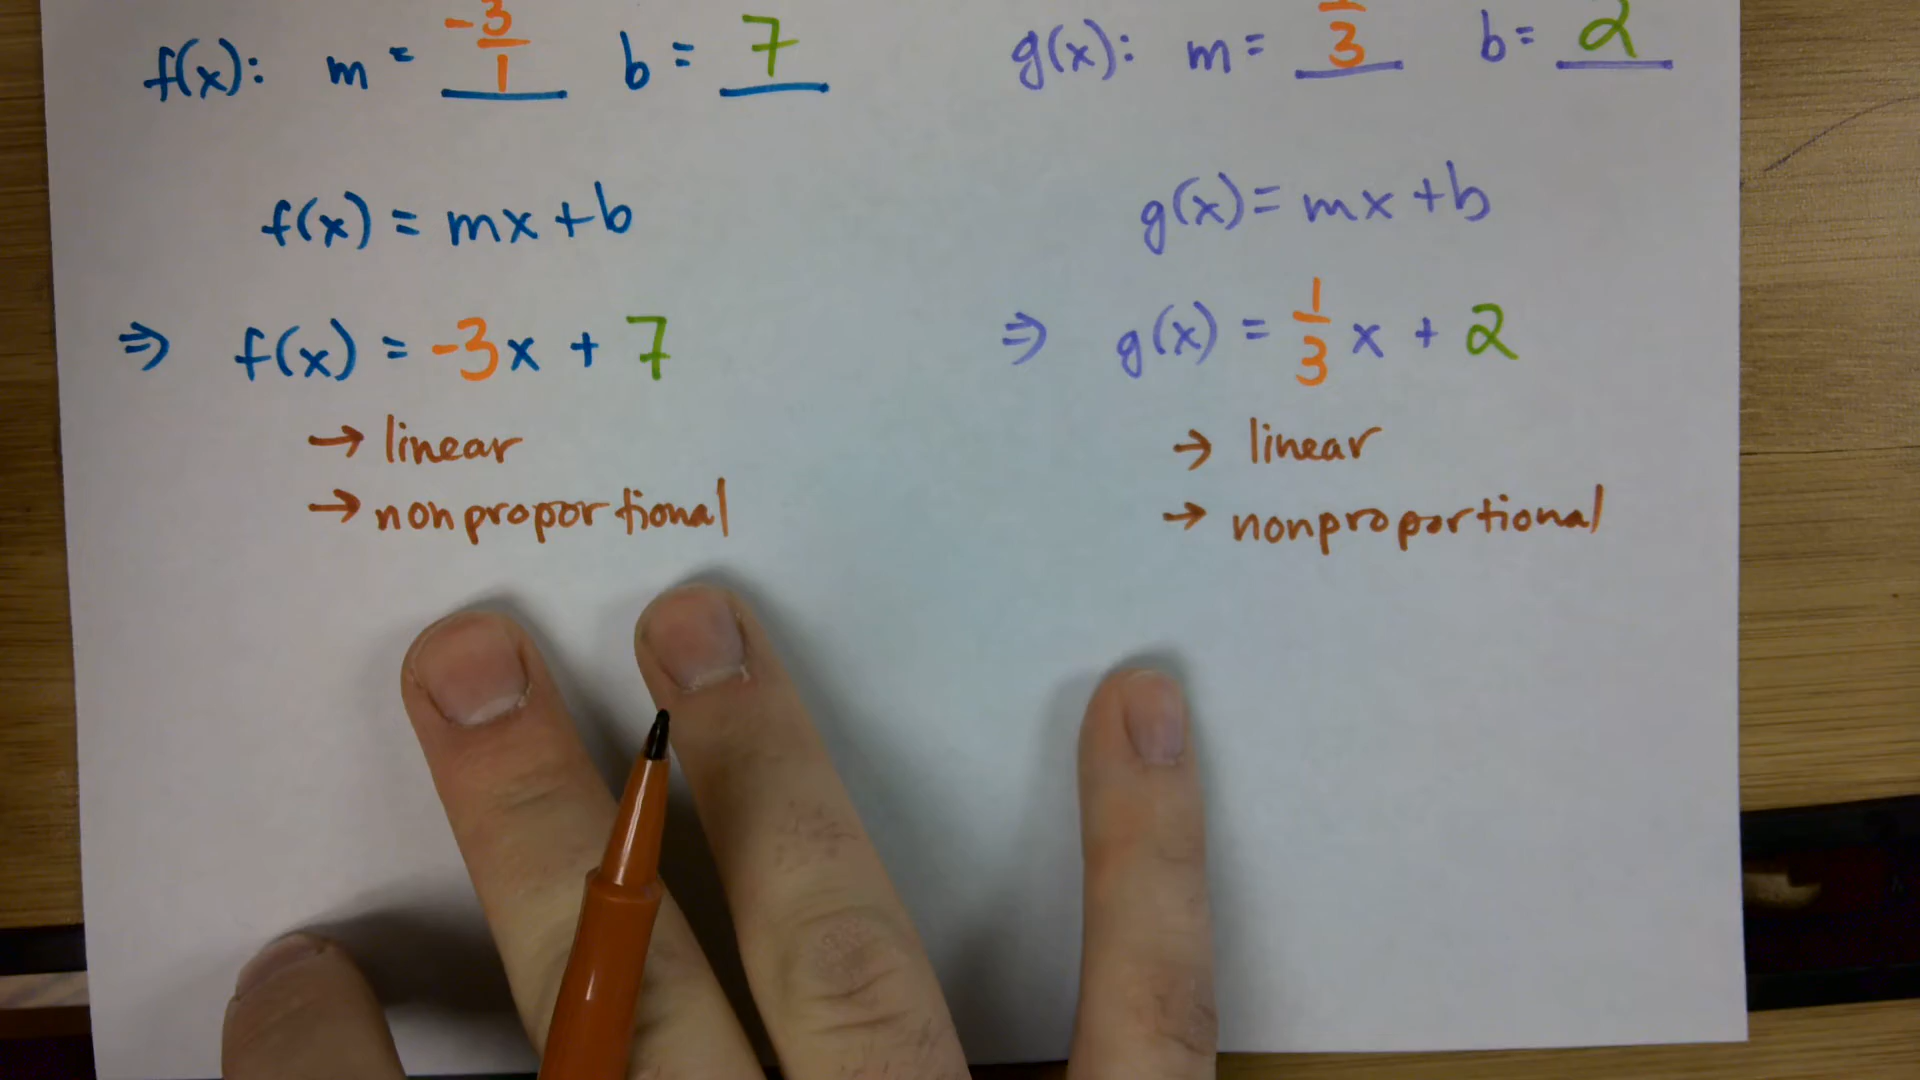 f(x): m = -3/1 b = 7
g(x): m = 1/3 b = 2
f(x) = mx + b
⇒ f(x) = -3x + 7
→ linear
→ nonproportional
g(x) = mx + b
⇒ g(x) = 1/3 x + 2
→ linear
→ nonproportional